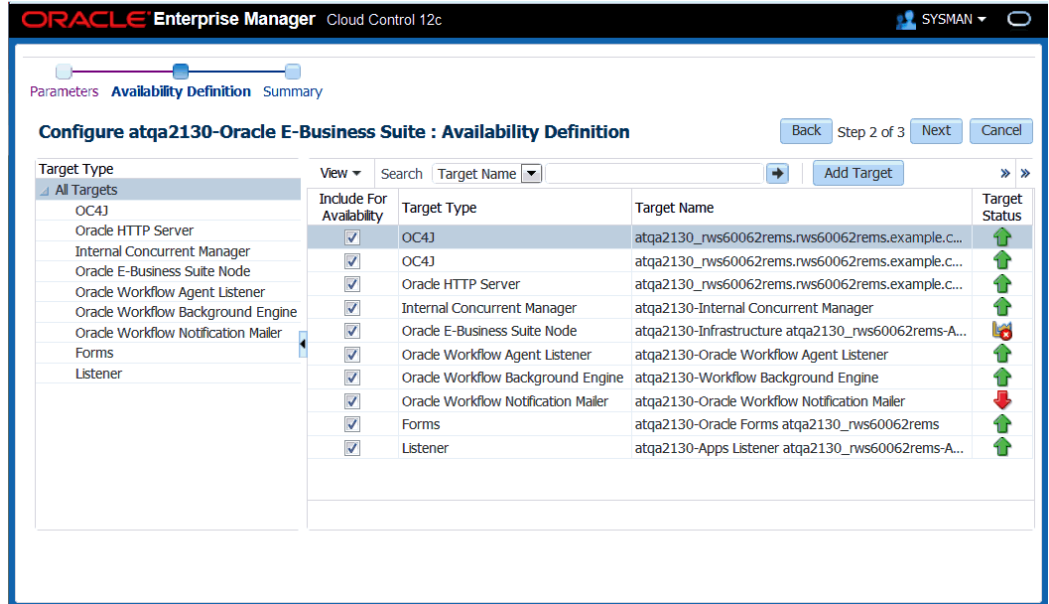 ORACLE Enterprise Manager Cloud Control 12c
SYSMAN
Parameters Availability Definition Summary
Configure atqa2130-Oracle E-Business Suite : Availability Definition
Back Step 2 of 3 Next Cancel
Target Type
All Targets
OC4J
Oracle HTTP Server
Internal Concurrent Manager
Oracle E-Business Suite Node
Oracle Workflow Agent Listener
Oracle Workflow Background Engine
Oracle Workflow Notification Mailer
Forms
Listener
View Search Target Name Add Target
Include For Availability Target Type Target Name Target Status
OC4J atqa2130_rws60062rems.rws60062rems.example.c...
OC4J atqa2130_rws60062rems.rws60062rems.example.c...
Oracle HTTP Server atqa2130_rws60062rems.rws60062rems.example.c...
Internal Concurrent Manager atqa2130-Internal Concurrent Manager
Oracle E-Business Suite Node atqa2130-Infrastructure atqa2130_rws60062rems-A...
Oracle Workflow Agent Listener atqa2130-Oracle Workflow Agent Listener
Oracle Workflow Background Engine atqa2130-Workflow Background Engine
Oracle Workflow Notification Mailer atqa2130-Oracle Workflow Notification Mailer
Forms atqa2130-Oracle Forms atqa2130_rws60062rems
Listener atqa2130-Apps Listener atqa2130_rws60062rems-A...